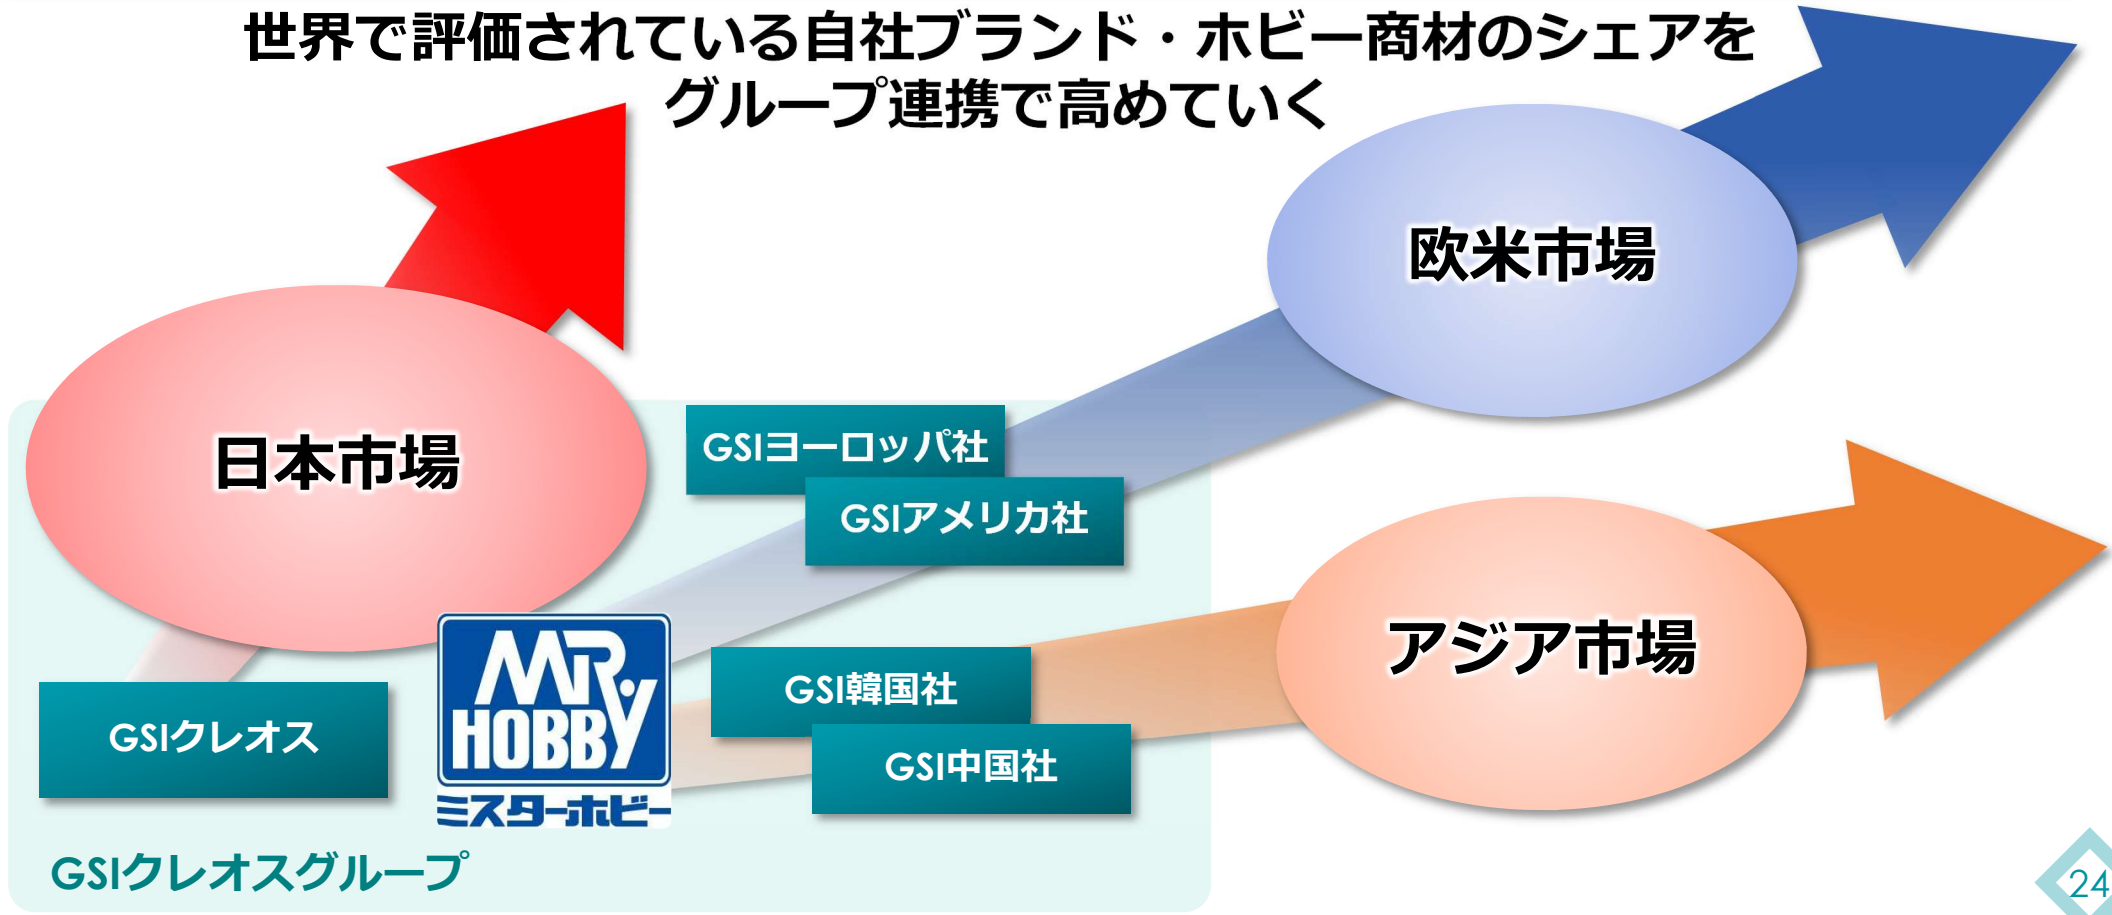 世界で評価されている自社ブランド・ホビー商材のシェアを
グループ連携で高めていく
欧米市場
日本市場
GSIヨーロッパ社
GSIアメリカ社
アジア市場
GSI韓国社
GSI中国社
GSIクレオス
MR.
HOBBY
ミスターホビー
GSIクレオスグループ
24